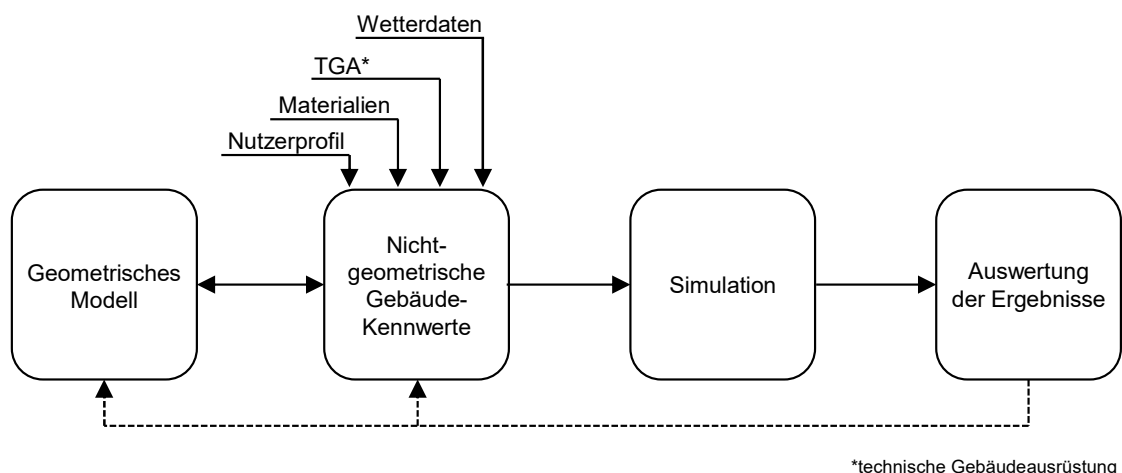 Wetterdaten
TGA*
Materialien
Nutzerprofil
Geometrisches
Modell
Nicht-
geometrische
Gebäude-
Kennwerte
Simulation
Auswertung
der Ergebnisse
*technische Gebäudeausrüstung